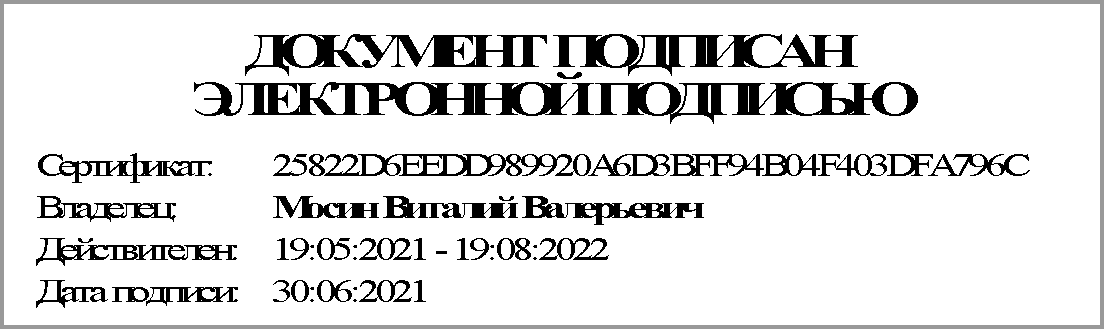 ДОКУМЕНТ ПОДПИСАН
ЭЛЕКТРОННОЙ ПОДПИСЬЮ
Сертификат: 25822D6EEDD989920A6D3BFF94B04F403DFA796C
Владелец: Мосин Виталий Валерьевич
Действителен: 19:05:2021 - 19:08:2022
Дата подписи: 30:06:2021